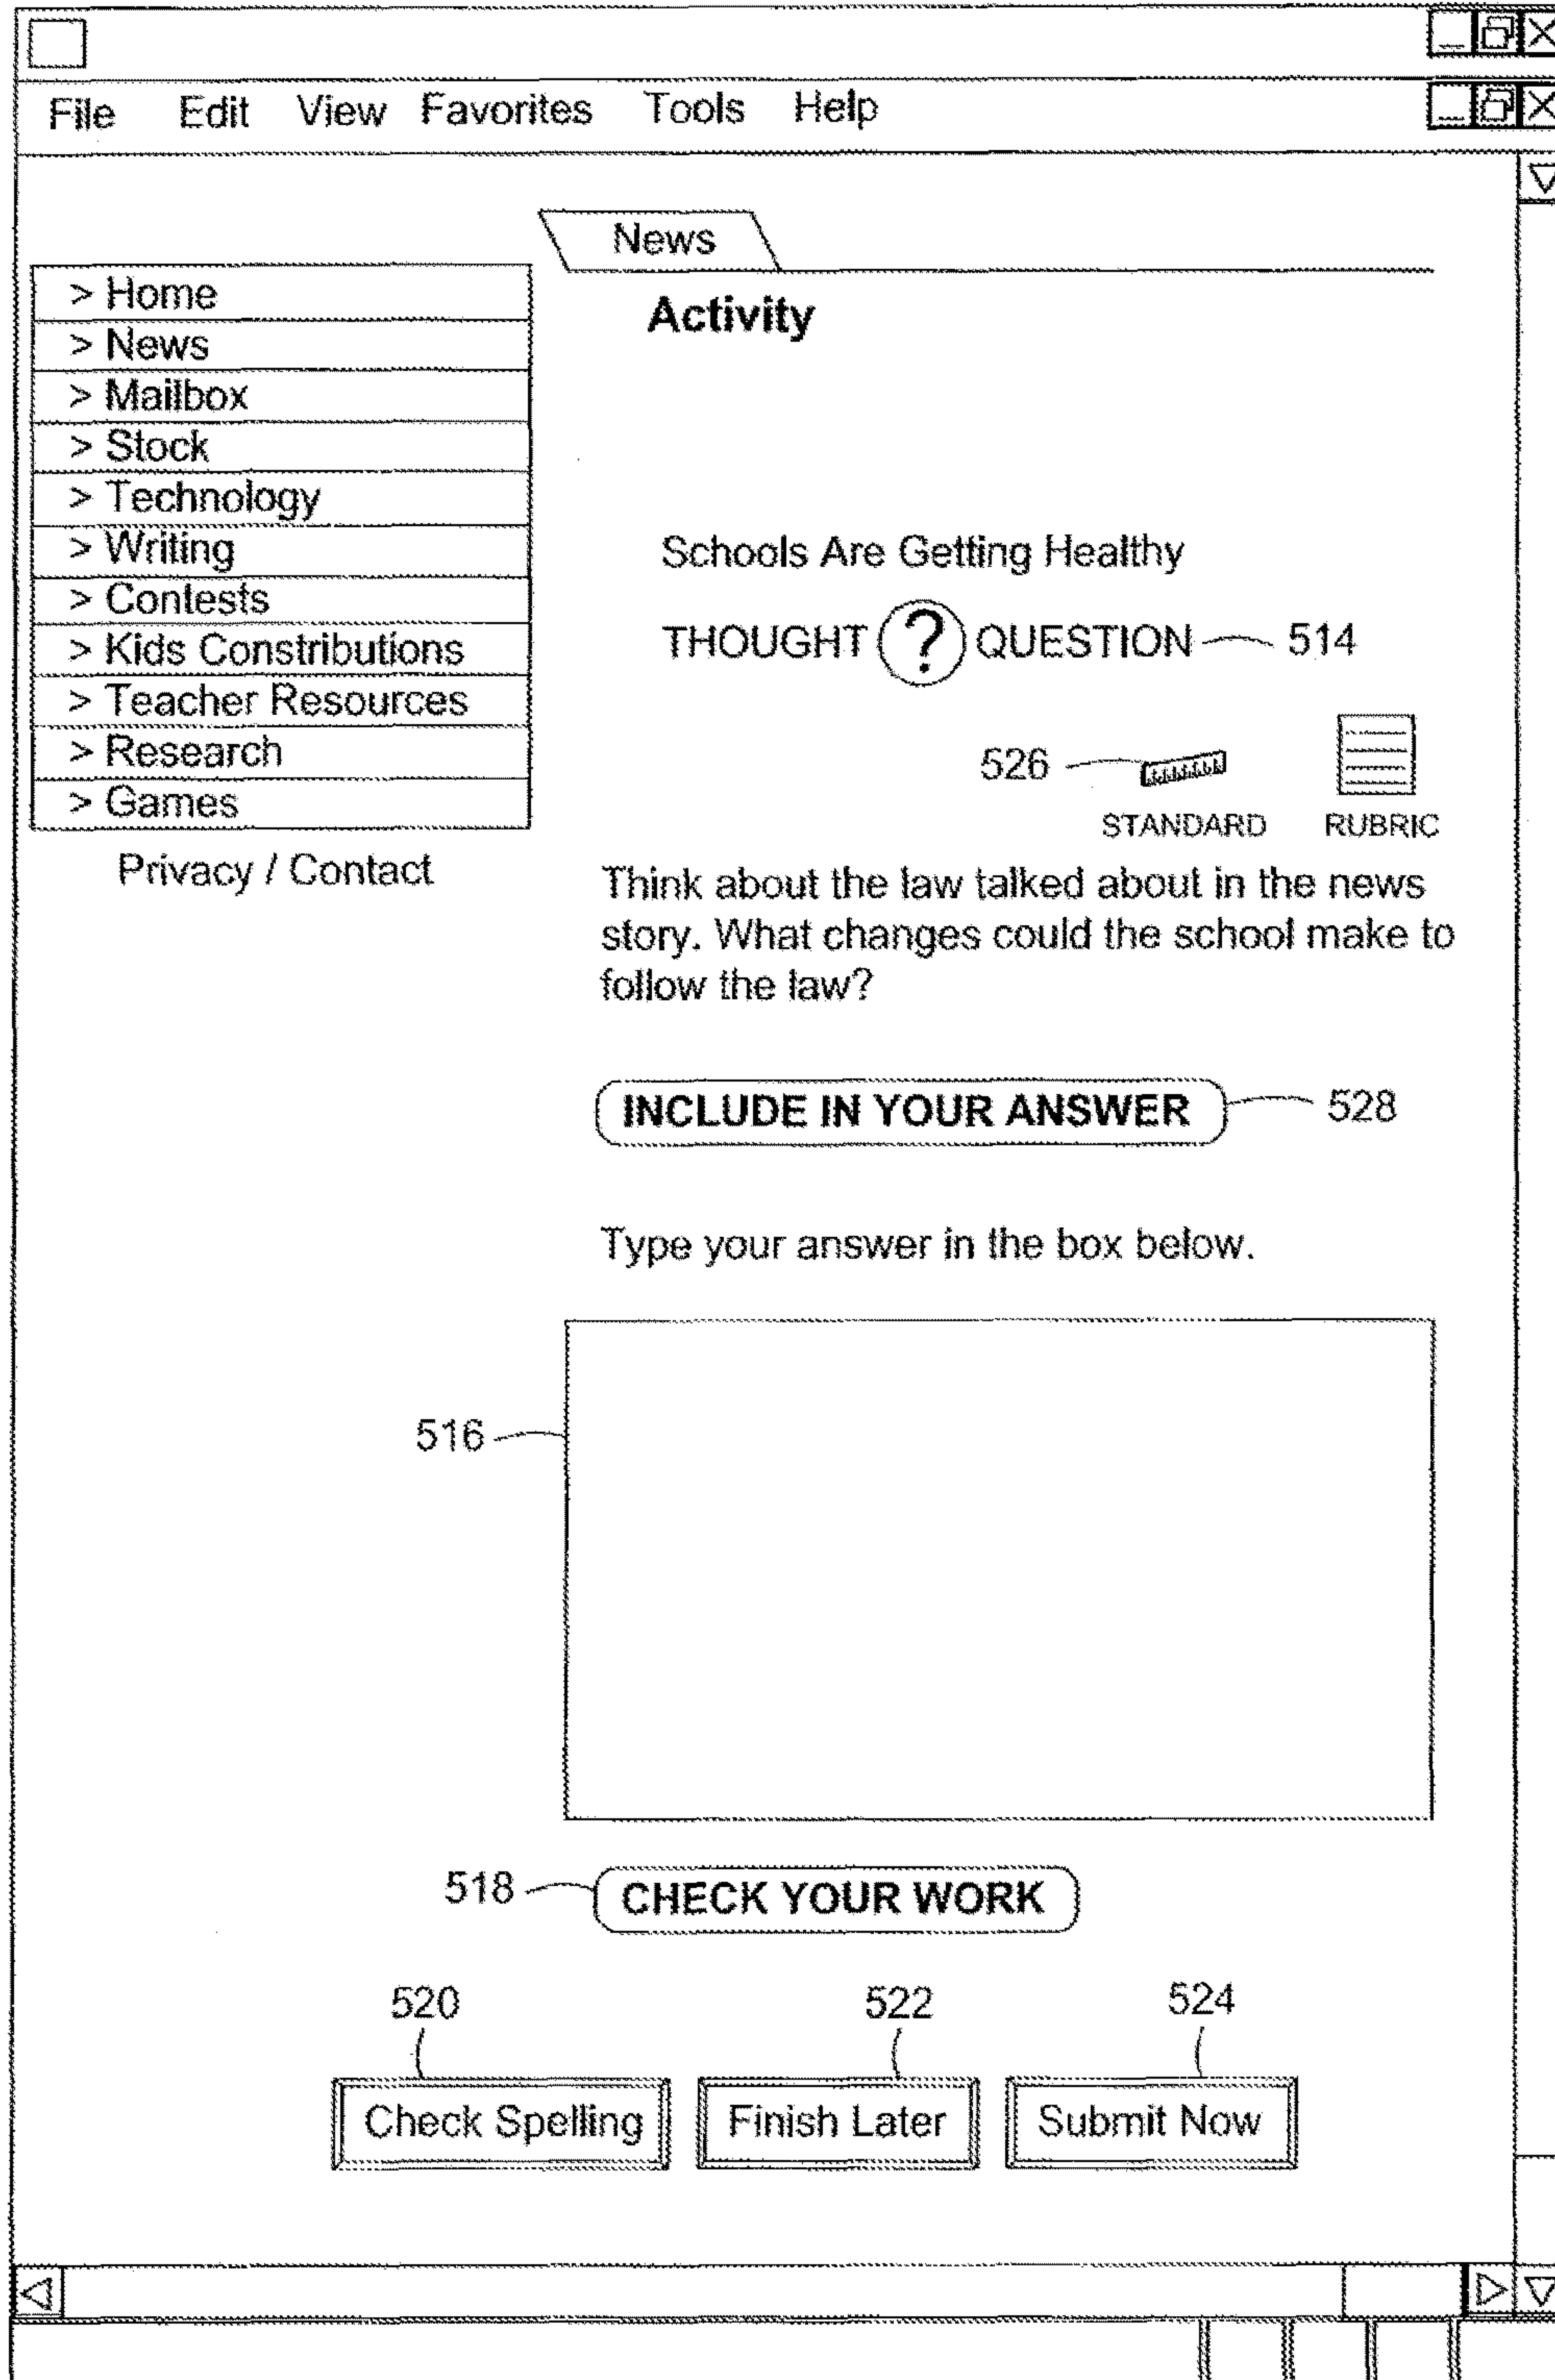 File Edit View Favorites Tools Help
News
> Home
> News
> Mailbox
> Stock
> Technology
> Writing
> Contests
> Kids Constributions
> Teacher Resources
> Research
> Games
Privacy / Contact
Activity
Schools Are Getting Healthy
THOUGHT ? QUESTION 514
526
STANDARD RUBRIC
Think about the law talked about in the news
story. What changes could the school make to
follow the law?
INCLUDE IN YOUR ANSWER 528
Type your answer in the box below.
516
518 CHECK YOUR WORK
520 522 524
Check Spelling Finish Later Submit Now